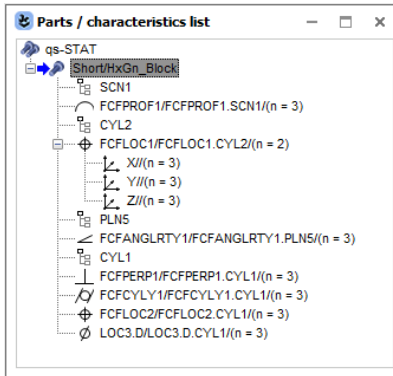 Parts / characteristics list
qs-STAT
Short/HxGn_Block
SCN1
FCFPROF1/FCFPROF1.SCN1/(n = 3)
CYL2
FCFLOC1/FCFLOC1.CYL2/(n = 2)
X//(n = 3)
Y//(n = 3)
Z//(n = 3)
PLN5
FCFANGLRTY1/FCFANGLRTY1.PLN5/(n = 3)
CYL1
FCFPERP1/FCFPERP1.CYL1/(n = 3)
FCFCYLY1/FCFCYLY1.CYL1/(n = 3)
FCFLOC2/FCFLOC2.CYL1/(n = 3)
LOC3.D/LOC3.D.CYL1/(n = 3)